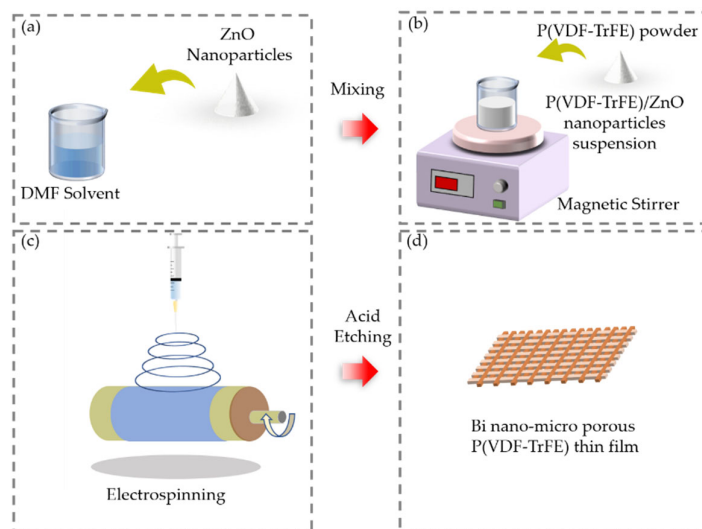 (a)
ZnO
Nanoparticles
DMF Solvent
Mixing
(b)
P(VDF-TrFE) powder
P(VDF-TrFE)/ZnO
nanoparticles
suspension
Magnetic Stirrer
(c)
Electrospinning
Acid
Etching
(d)
Bi nano-micro porous
P(VDF-TrFE) thin film